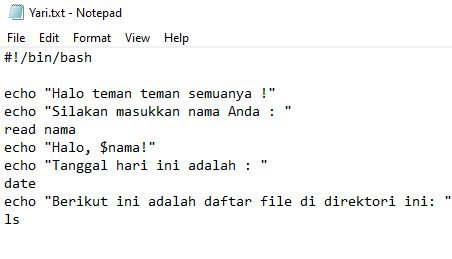 Yari.txt - Notepad
File Edit Format View Help
#!/bin/bash
echo "Halo teman teman semuanya !"
echo "Silakan masukkan nama Anda : "
read nama
echo "Halo, $nama!"
echo "Tanggal hari ini adalah : "
date
echo "Berikut ini adalah daftar file di direktori ini: "
ls